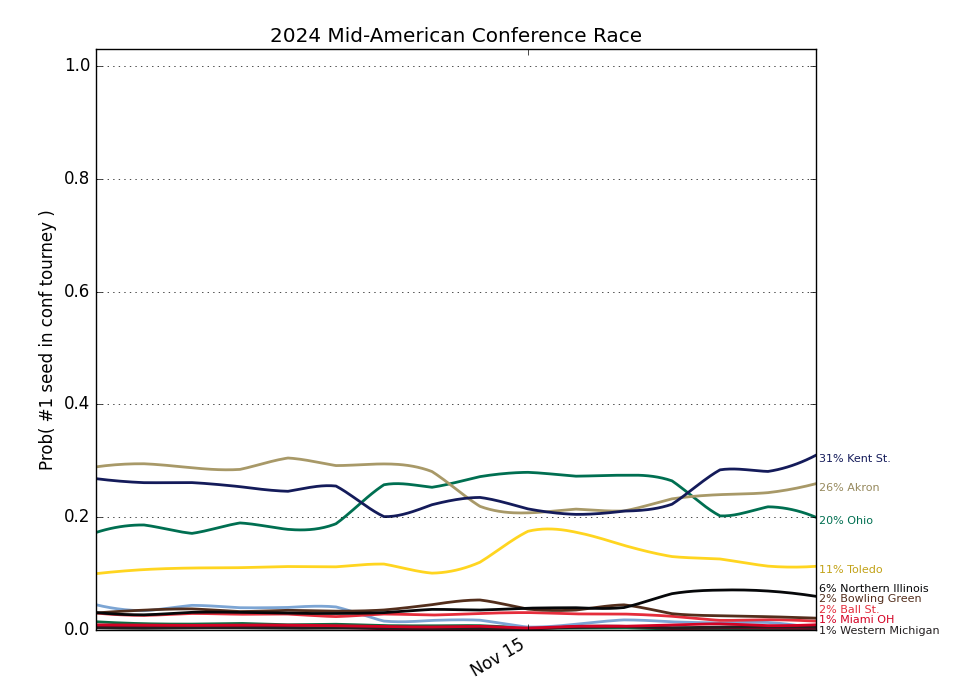 2024 Mid-American Conference Race
Prob( #1 seed in conf tourney )
1.0
0.8
0.6
0.4
0.2
0.0
Nov 15
31% Kent St.
26% Akron
20% Ohio
11% Toledo
6% Northern Illinois
2% Bowling Green
2% Ball St.
1% Miami OH
1% Western Michigan